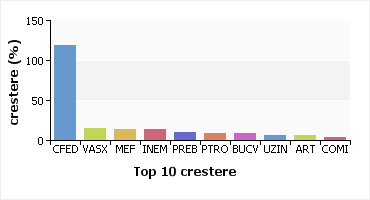 crestere (%)
150
100
50
0
CFED VASX MEF INEM PREB PTRO BUCV UZIN ART COMI
Top 10 crestere